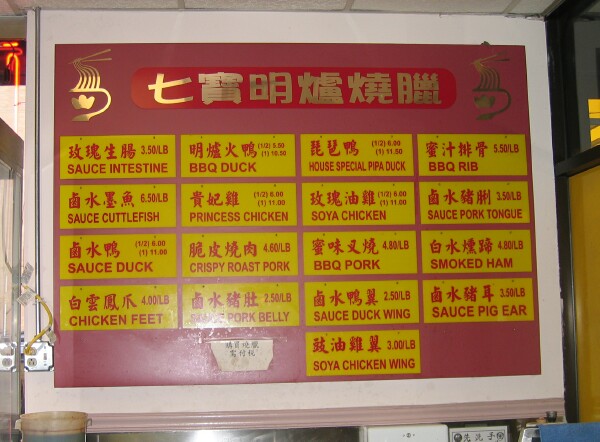 七寶明爐燒臘
玫瑰生腸 3.50/LB
SAUCE INTESTINE
明爐火鴨 (1/2) 5.50
(1) 10.50
BBQ DUCK
琵琶鴨 (1/2) 6.00
(1) 11.00
HOUSE SPECIAL PIPA DUCK
蜜汁排骨 5.50/LB
BBQ RIB
鹵水墨魚 6.50/LB
SAUCE CUTTLEFISH
貴妃雞 (1/2) 6.00
(1) 11.00
PRINCESS CHICKEN
玫瑰油雞 (1/2) 6.00
(1) 11.00
SOYA CHICKEN
鹵水豬脷 3.50/LB
SAUCE PORK TONGUE
鹵水鴨 (1/2) 6.00
(1) 11.00
SAUCE DUCK
脆皮燒肉 4.60/LB
CRISPY ROAST PORK
蜜味叉燒 4.80/LB
BBQ PORK
白水燻蹄 4.80/LB
SMOKED HAM
白雲鳳爪 4.00/LB
CHICKEN FEET
鹵水豬肚 2.50/LB
SAUCE PORK BELLY
鹵水鴨翼 2.50/LB
SAUCE DUCK WING
鹵水豬耳 3.50/LB
SAUCE PIG EAR
豉油雞翼 3.00/LB
SOYA CHICKEN WING
購買燒臘
需付稅